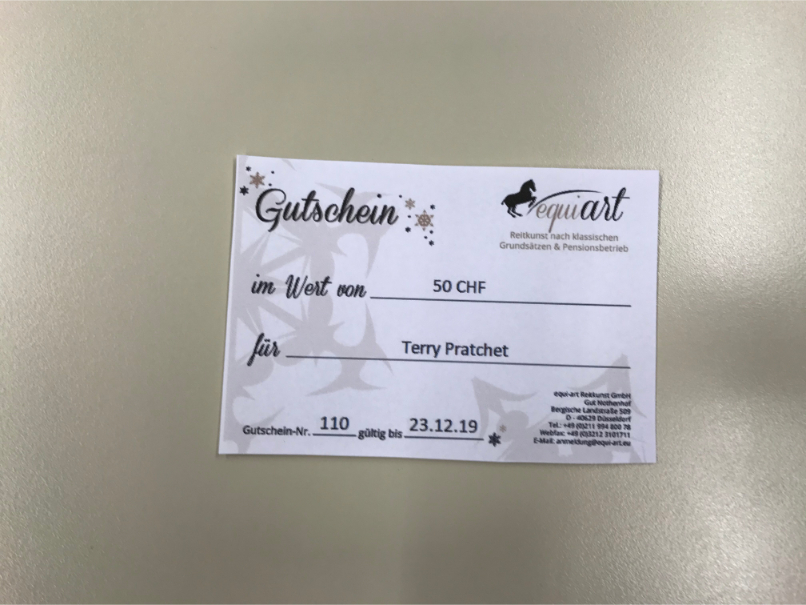 Gutschein
equiart
Reitkunst nach klassischen
Grundsätzen & Pensionsbetrieb
im Wert von 50 CHF
für Terry Pratchet
equi-art Reitkunst GmbH
Gut Nothenhof
Bergische Landstraße 509
D - 40629 Düsseldorf
Tel.: +49 (0)211 994 800 78
Webfax: +49 (0)3212 3101711
E-Mail: anmeldung@equi-art.eu
Gutschein-Nr. 110 gültig bis 23.12.19